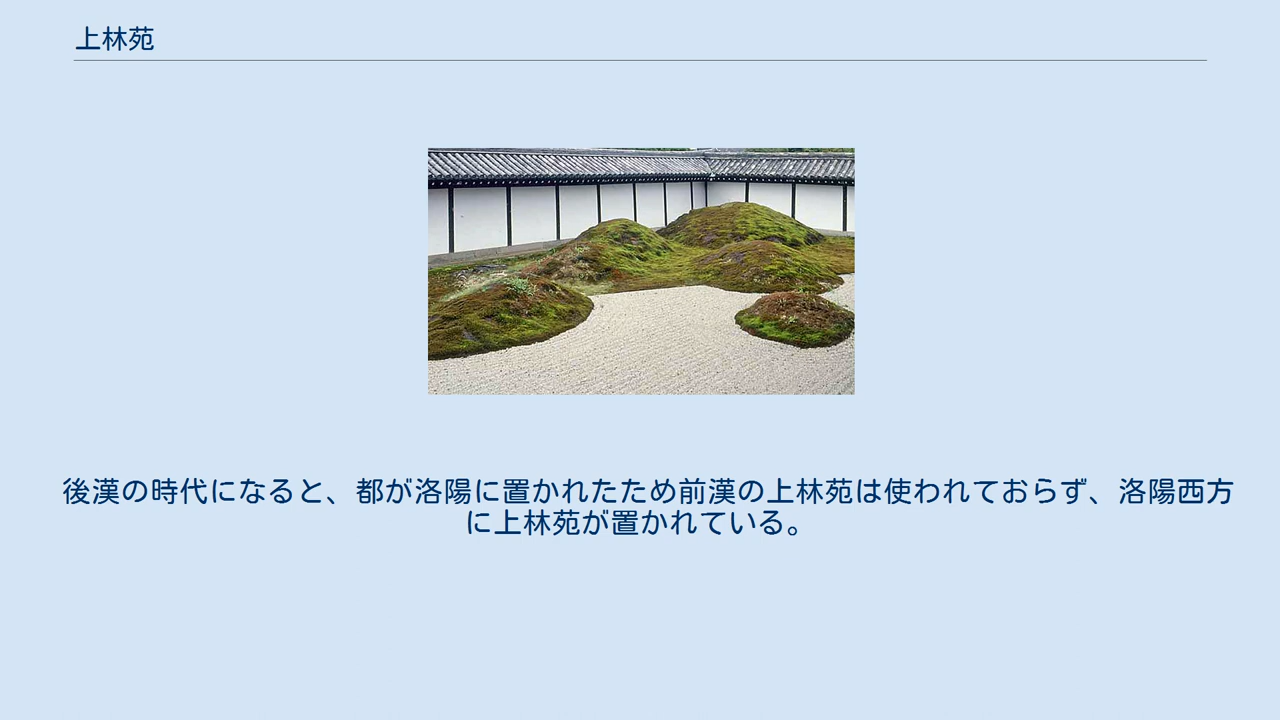 上林苑
後漢の時代になると、都が洛陽に置かれたため前漢の上林苑は使われておらず、洛陽西方
に上林苑が置かれている。